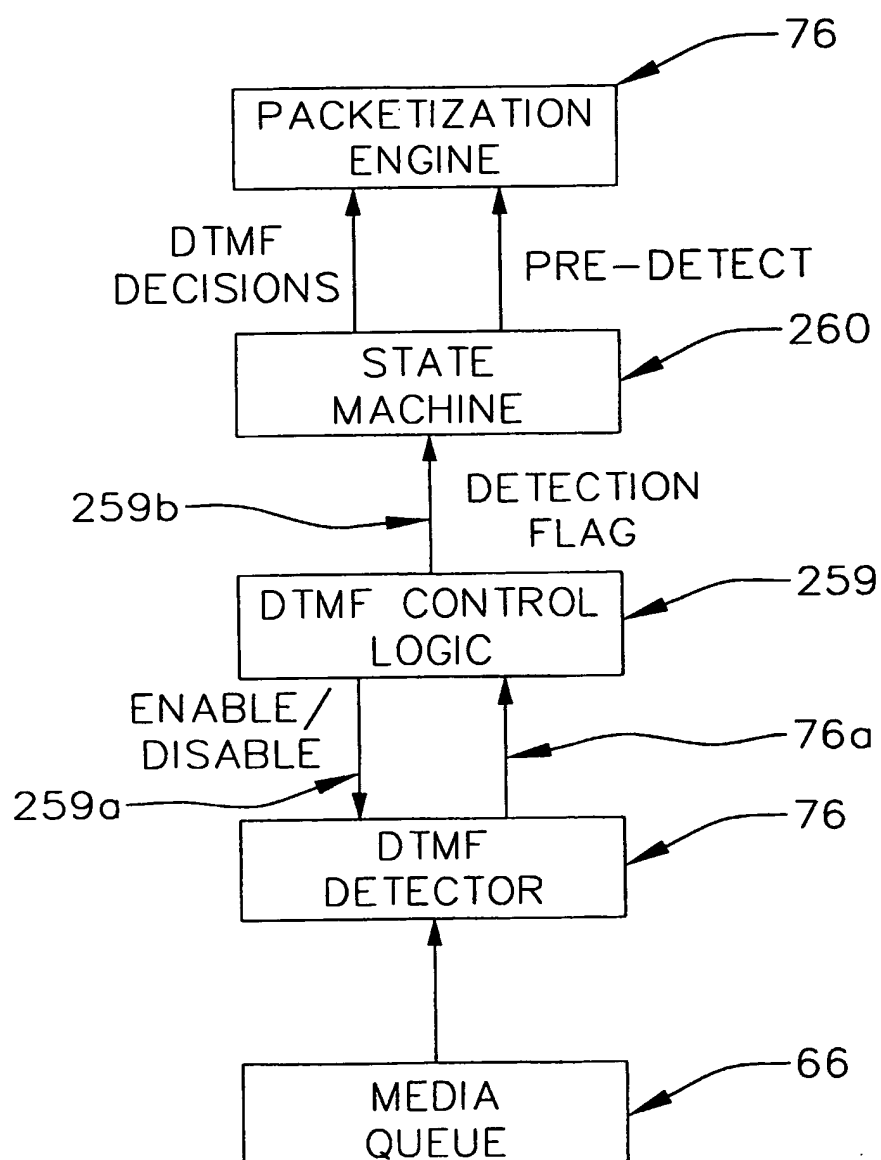 76
PACKETIZATION
ENGINE
DTMF
DECISIONS
PRE-DETECT
260
STATE
MACHINE
259b
DETECTION
FLAG
259
DTMF CONTROL
LOGIC
ENABLE/
DISABLE
76a
259a
76
DTMF
DETECTOR
66
MEDIA
QUEUE